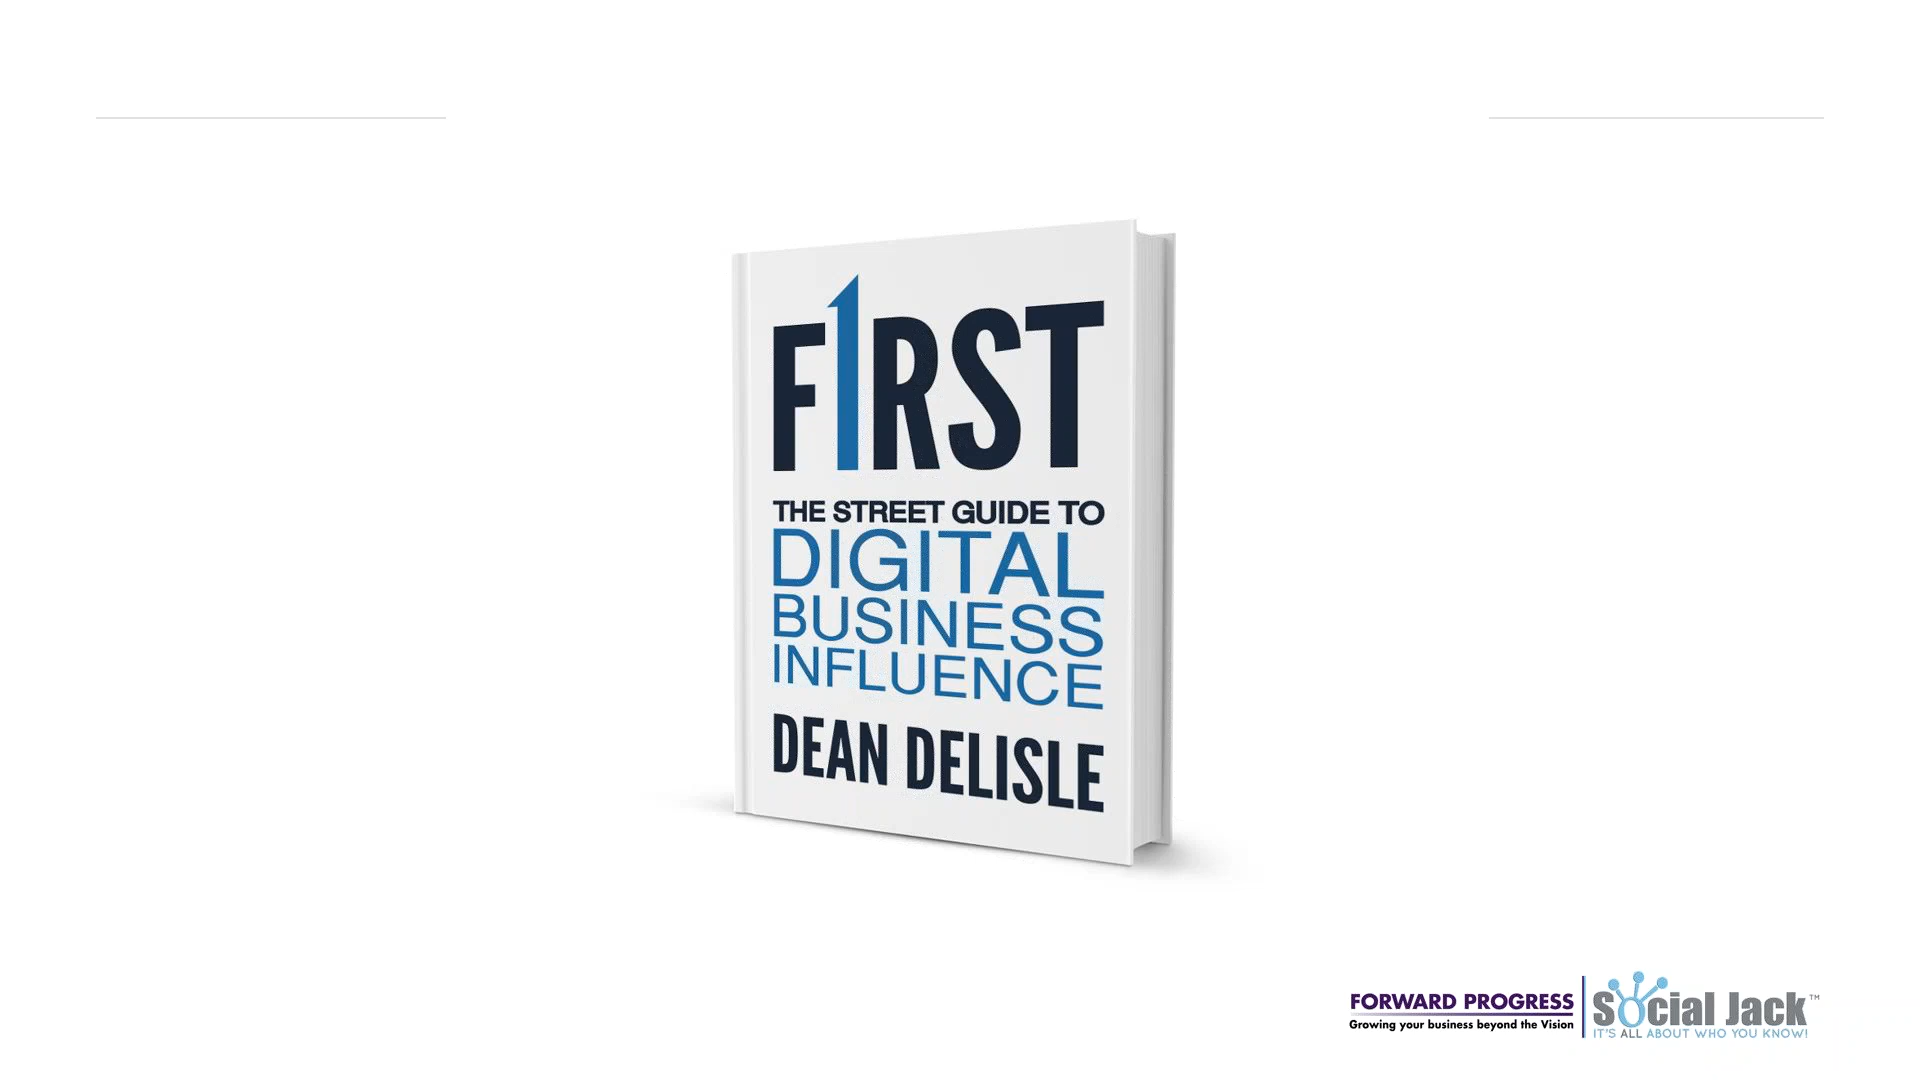 F1RST
THE STREET GUIDE TO
DIGITAL
BUSINESS
INFLUENCE
DEAN DELISLE
FORWARD PROGRESS
Growing your business beyond the Vision
Social Jack™
IT'S ALL ABOUT WHO YOU KNOW!